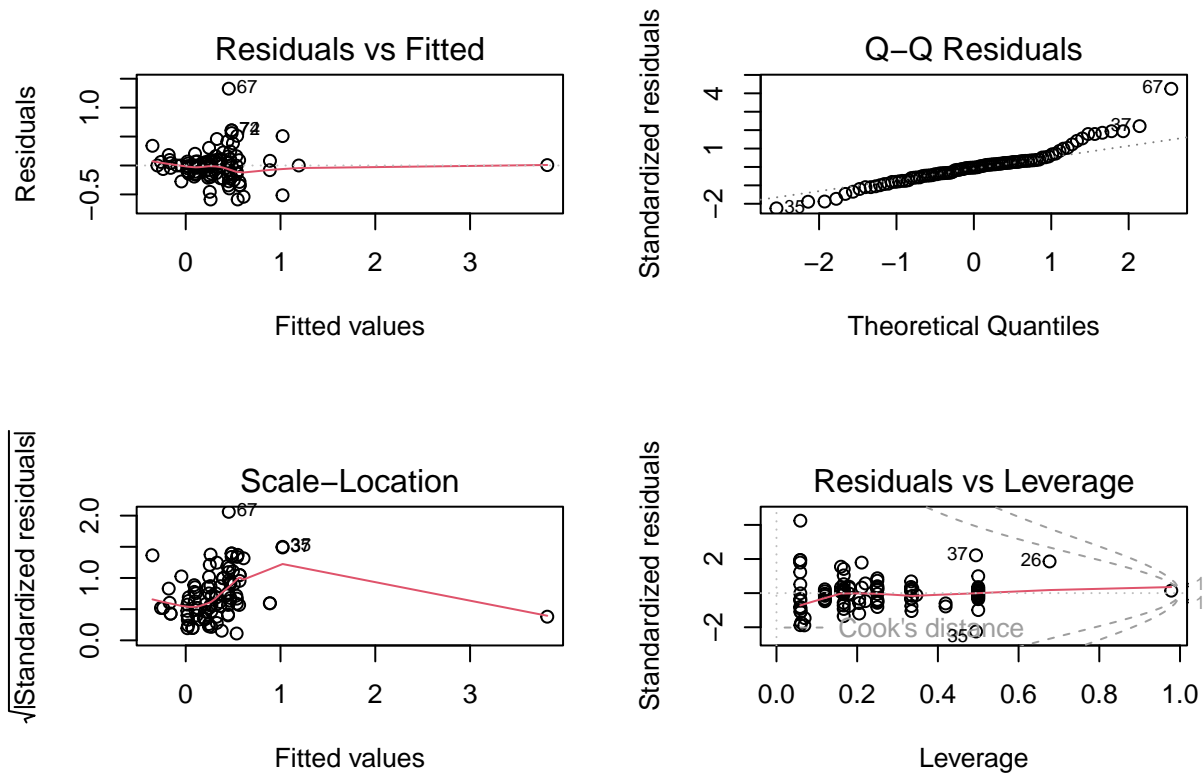 Residuals vs Fitted
Residuals
1.0
−0.5
67
0 1 2 3
Fitted values
Q−Q Residuals
Standardized residuals
4
1
−2
67
37
35
−2 −1 0 1 2
Theoretical Quantiles
Scale−Location
√|Standardized residuals|
2.0
1.0
0.0
67
0 1 2 3
Fitted values
Residuals vs Leverage
Standardized residuals
2
−2
37
26
35
Cook's distance
0.0 0.2 0.4 0.6 0.8 1.0
Leverage